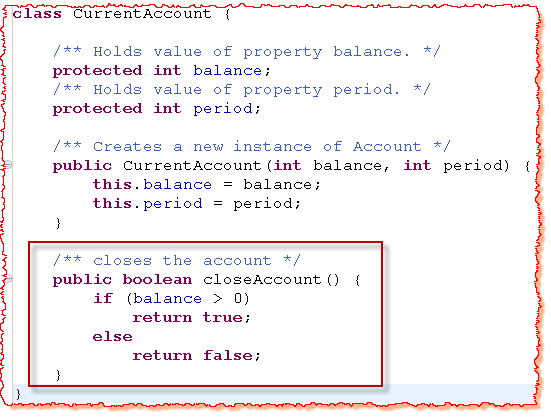 class CurrentAccount {
/** Holds value of property balance. */
protected int balance;
/** Holds value of property period. */
protected int period;
/** Creates a new instance of Account */
public CurrentAccount(int balance, int period) {
this.balance = balance;
this.period = period;
}
/** closes the account */
public boolean closeAccount() {
if (balance > 0)
return true;
else
return false;
}
}